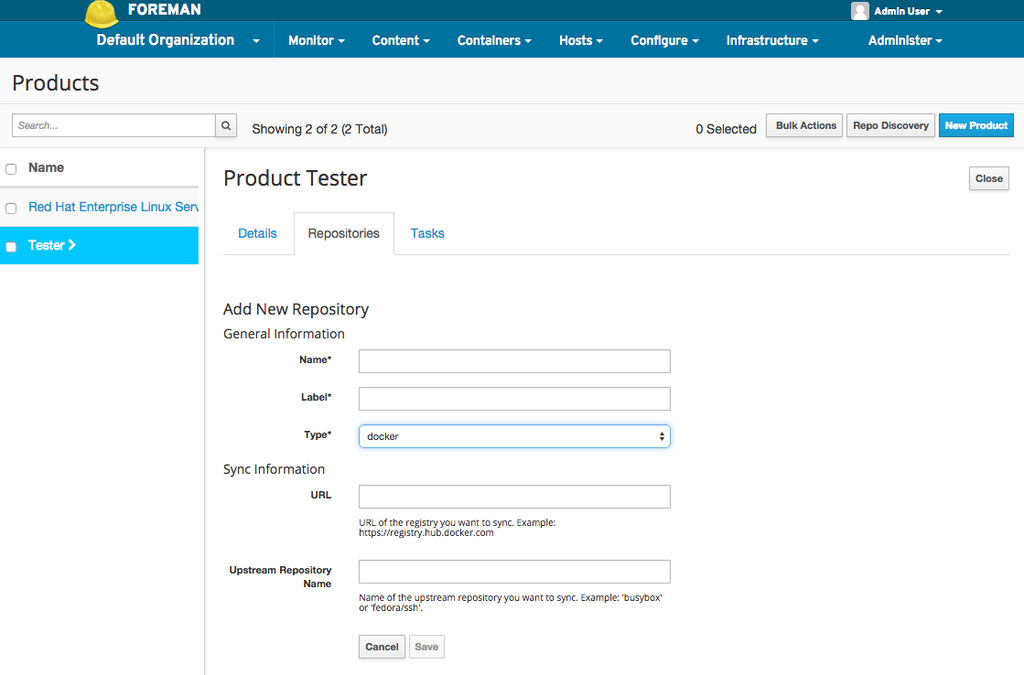 FOREMAN
Admin User
Default Organization
Monitor
Content
Containers
Hosts
Configure
Infrastructure
Administer
Products
Search...
Showing 2 of 2 (2 Total)
0 Selected
Bulk Actions
Repo Discovery
New Product
Name
Red Hat Enterprise Linux Serv
Tester
Product Tester
Close
Details
Repositories
Tasks
Add New Repository
General Information
Name*
Label*
Type*
docker
Sync Information
URL
URL of the registry you want to sync. Example:
https://registry.hub.docker.com
Upstream Repository
Name
Name of the upstream repository you want to sync. Example: 'busybox'
or 'fedora/ssh'.
Cancel
Save